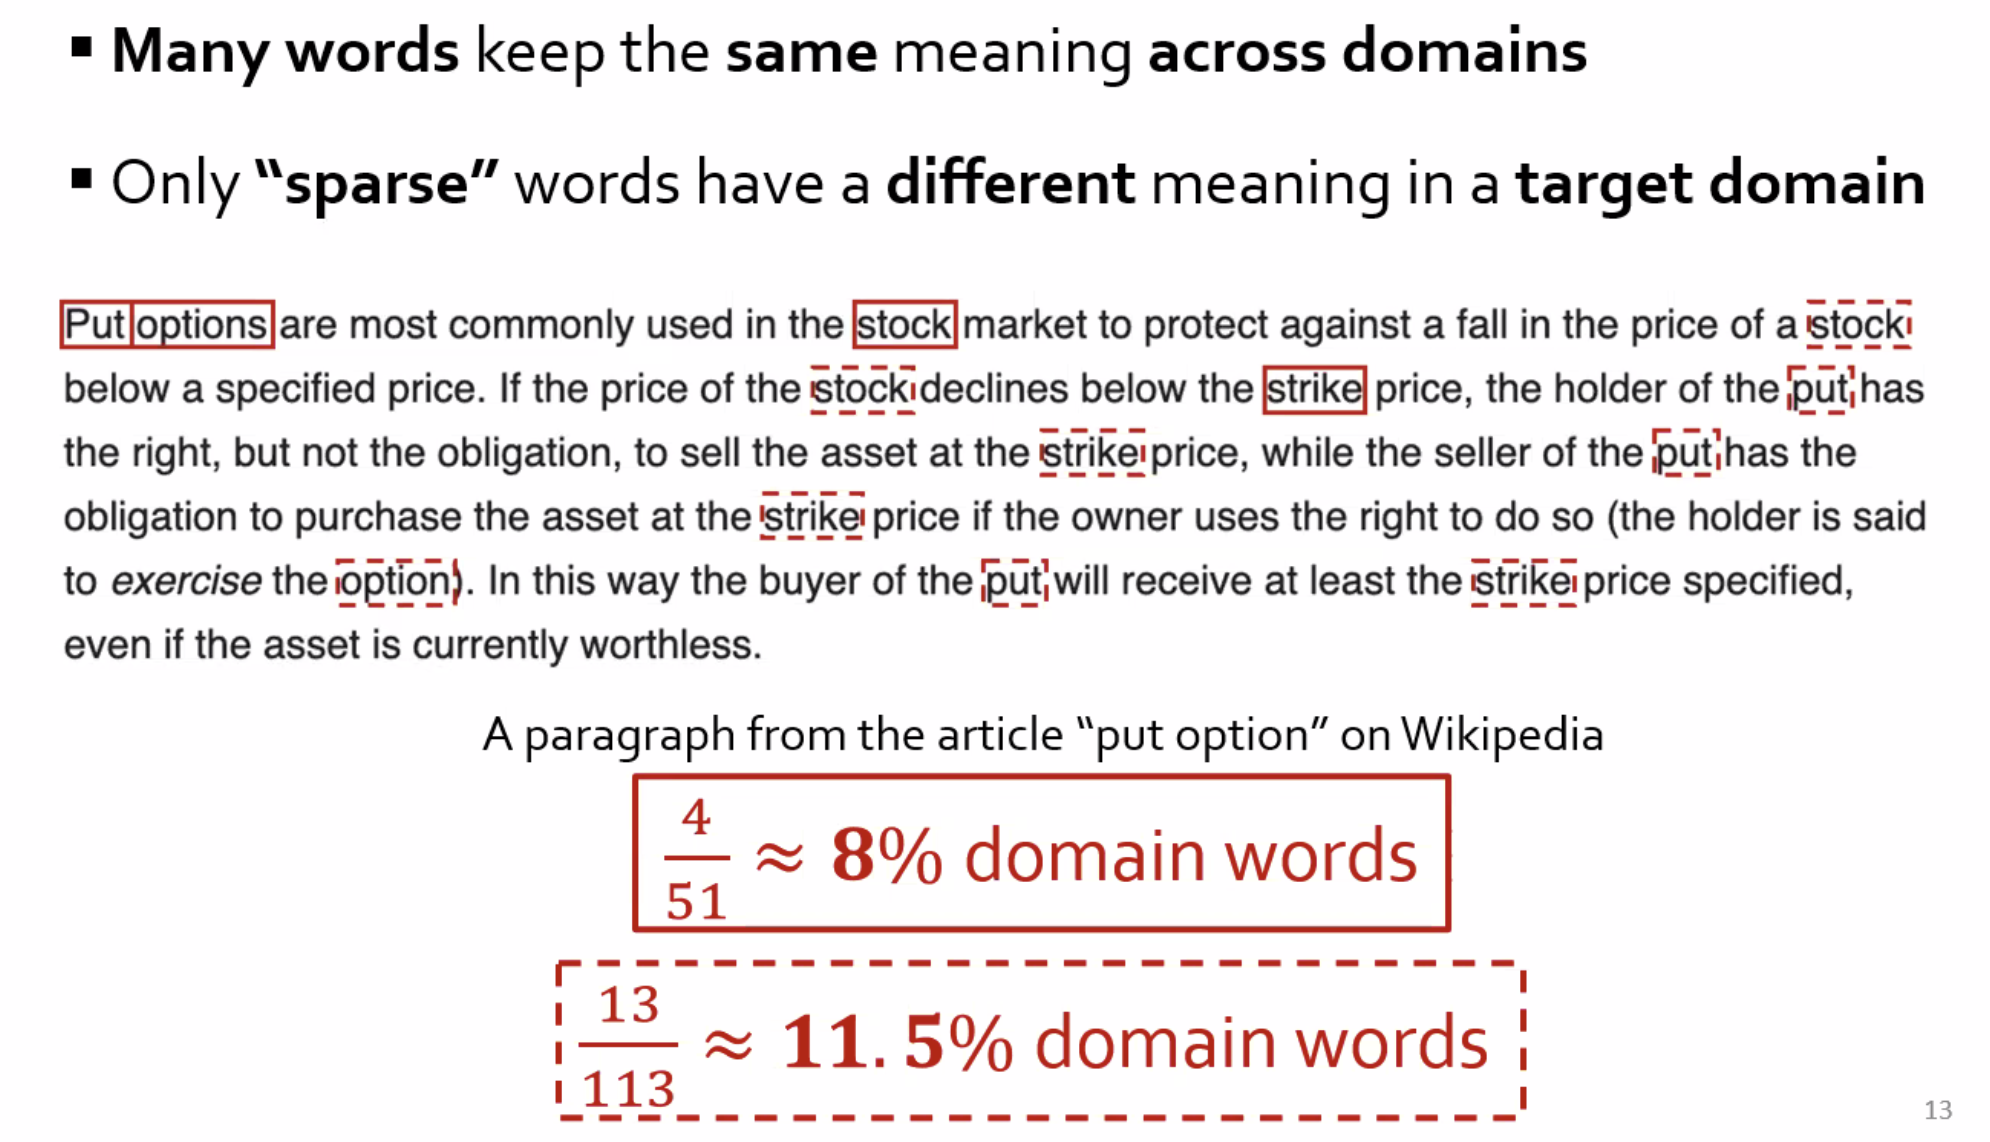 ▪ Many words keep the same meaning across domains
▪ Only “sparse” words have a different meaning in a target domain
Put options are most commonly used in the stock market to protect against a fall in the price of a stock
below a specified price. If the price of the stock declines below the strike price, the holder of the put has
the right, but not the obligation, to sell the asset at the strike price, while the seller of the put has the
obligation to purchase the asset at the strike price if the owner uses the right to do so (the holder is said
to exercise the option). In this way the buyer of the put will receive at least the strike price specified,
even if the asset is currently worthless.
A paragraph from the article “put option” on Wikipedia
4/51 ≈ 8% domain words
13/113 ≈ 11.5% domain words
13